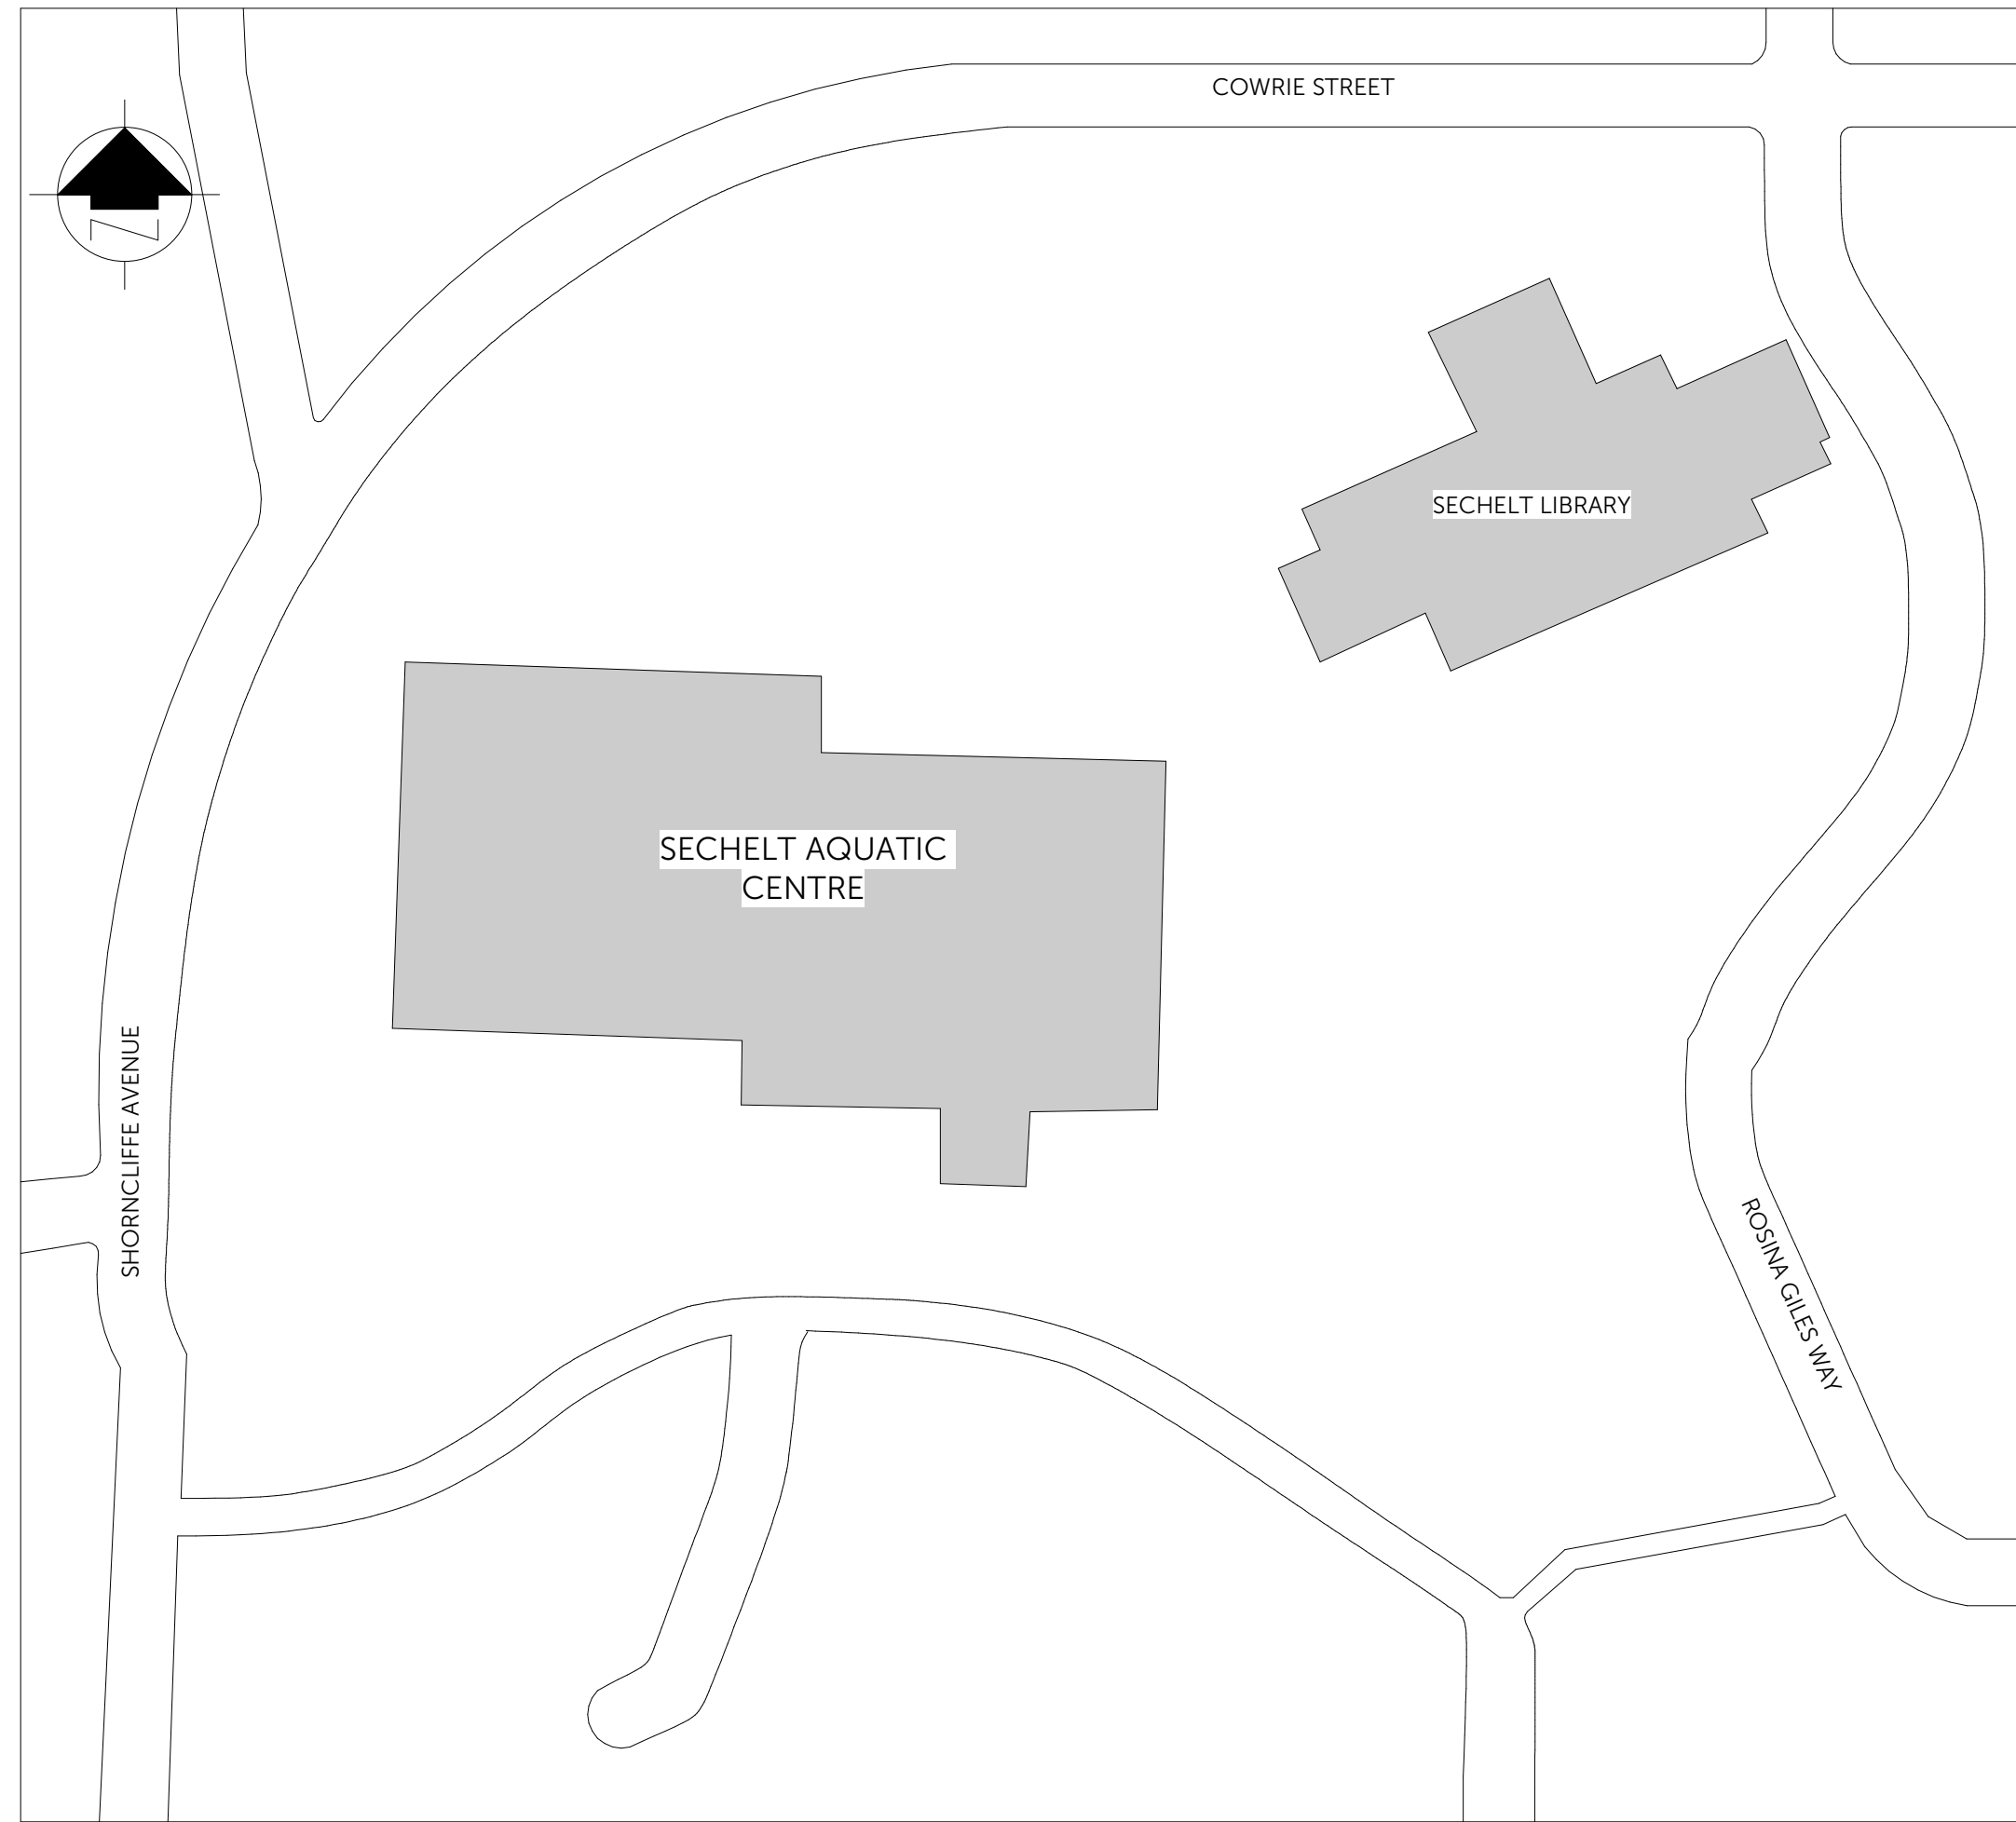 COWRIE STREET
N
SECHELT LIBRARY
SECHELT AQUATIC
CENTRE
SHORNCLIFFE AVENUE
ROSINA GILES WAY